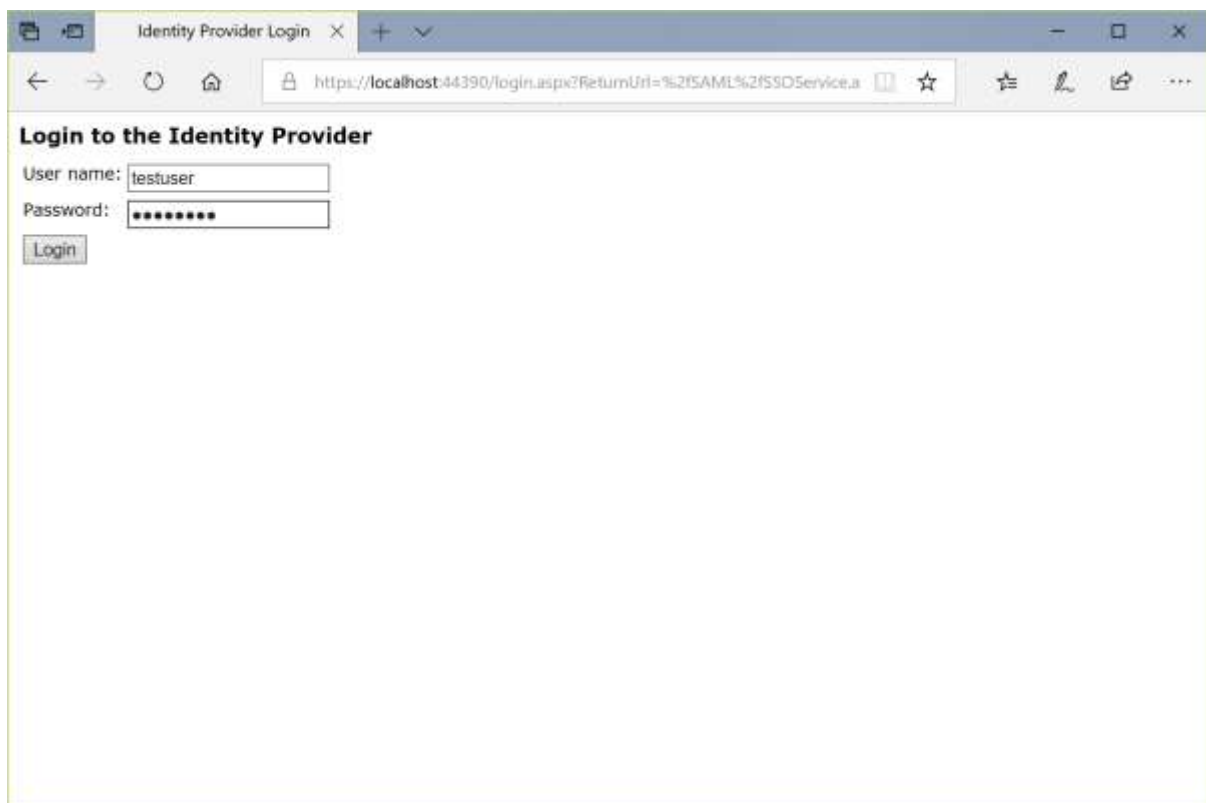 Identity Provider Login
https://localhost:44390/login.aspx?ReturnUrl=%2fSAML%2fSSOService.a
Login to the Identity Provider
User name: testuser
Password: ••••••••
Login